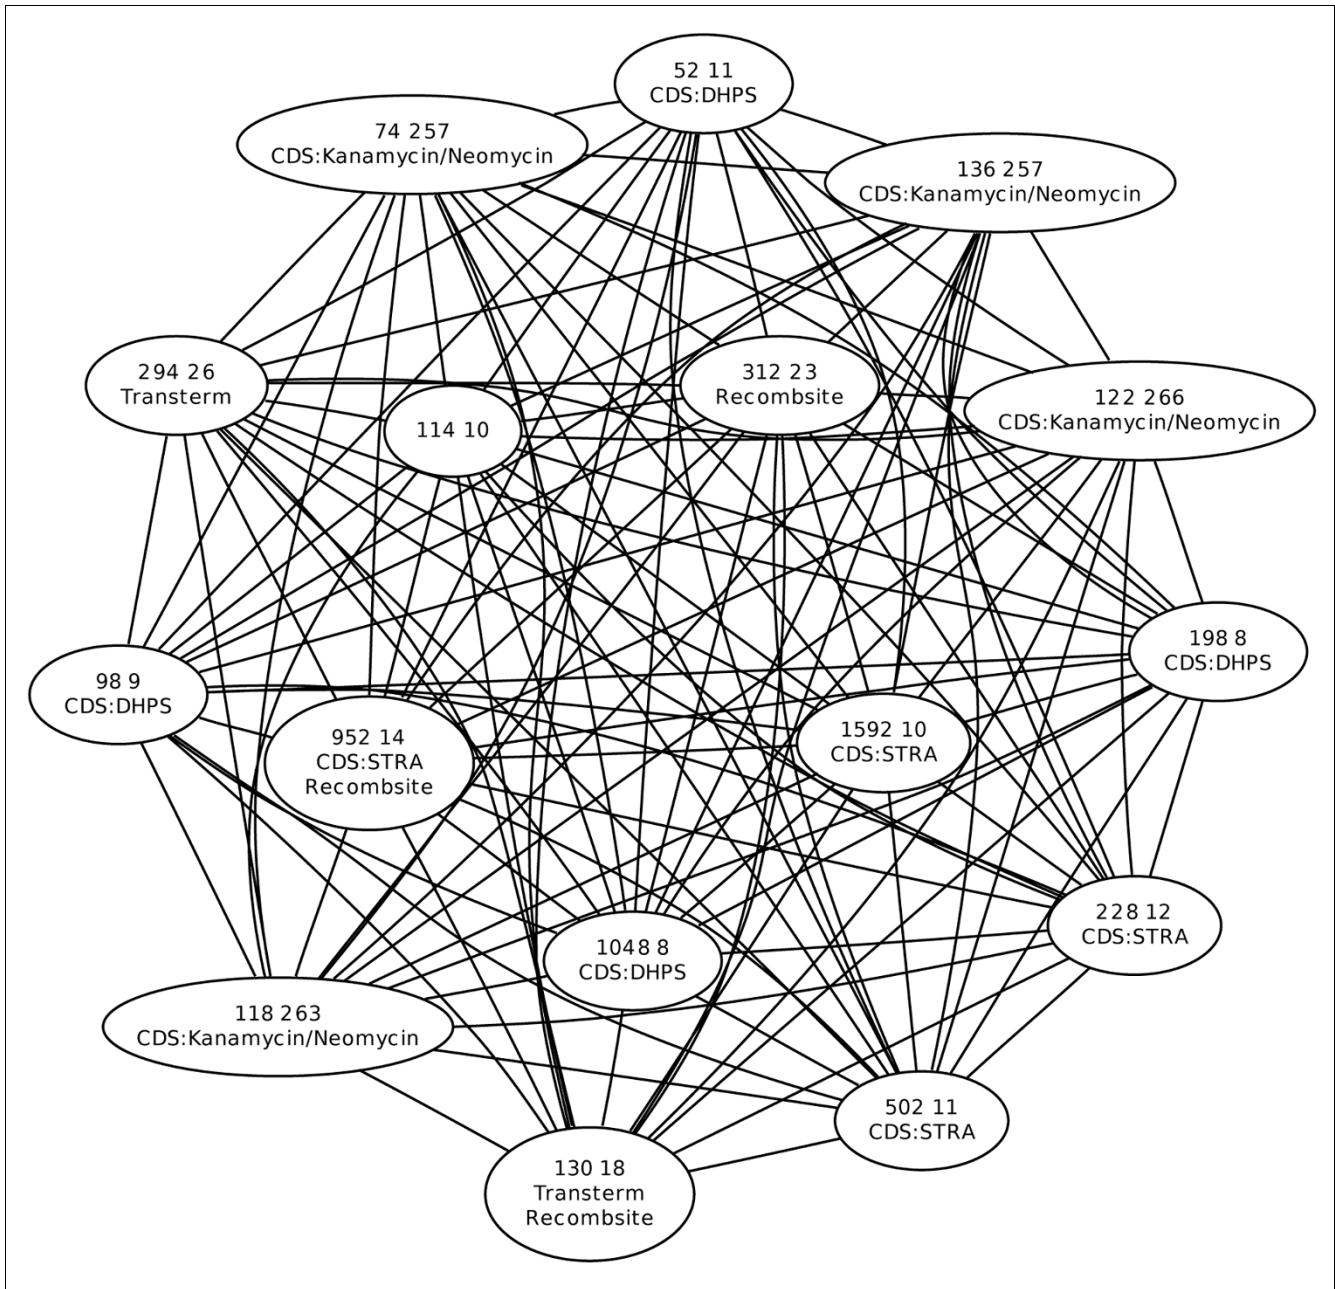 52 11
CDS:DHPS
74 257
CDS:Kanamycin/Neomycin
136 257
CDS:Kanamycin/Neomycin
294 26
Transterm
312 23
Recombsite
114 10
122 266
CDS:Kanamycin/Neomycin
198 8
CDS:DHPS
98 9
CDS:DHPS
952 14
CDS:STRA
Recombsite
1592 10
CDS:STRA
228 12
CDS:STRA
1048 8
CDS:DHPS
118 263
CDS:Kanamycin/Neomycin
502 11
CDS:STRA
130 18
Transterm
Recombsite